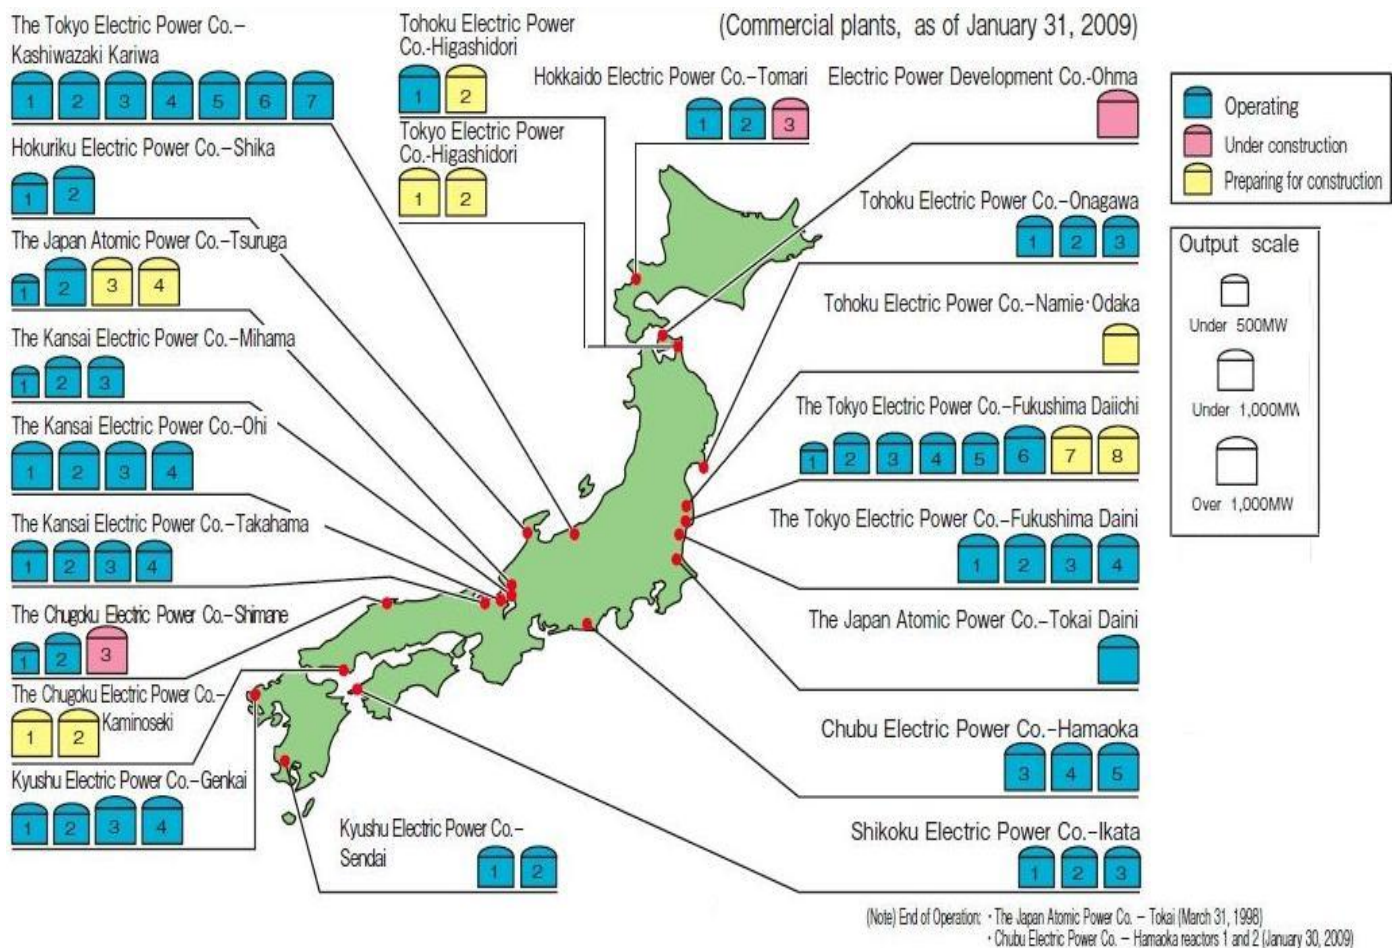 The Tokyo Electric Power Co.–
Kashiwazaki Kariwa
1 2 3 4 5 6 7
Hokuriku Electric Power Co.–Shika
1 2
The Japan Atomic Power Co.–Tsuruga
1 2 3 4
The Kansai Electric Power Co.–Mihama
1 2 3
The Kansai Electric Power Co.–Ohi
1 2 3 4
The Kansai Electric Power Co.–Takahama
1 2 3 4
The Chugoku Electric Power Co.–Shimane
1 2 3
The Chugoku Electric Power Co.–
Kaminoseki
1 2
Kyushu Electric Power Co.–Genkai
1 2 3 4
Tohoku Electric Power
Co.-Higashidori
1 2
Tokyo Electric Power
Co.-Higashidori
1 2
Kyushu Electric Power Co.–
Sendai
1 2
(Commercial plants, as of January 31, 2009)
Hokkaido Electric Power Co.–Tomari
1 2 3
Electric Power Development Co.-Ohma
Tohoku Electric Power Co.–Onagawa
1 2 3
Tohoku Electric Power Co.–Namie･Odaka
The Tokyo Electric Power Co.–Fukushima Daiichi
1 2 3 4 5 6 7 8
The Tokyo Electric Power Co.–Fukushima Daini
1 2 3 4
The Japan Atomic Power Co.–Tokai Daini
Chubu Electric Power Co.–Hamaoka
3 4 5
Shikoku Electric Power Co.–Ikata
1 2 3
Operating
Under construction
Preparing for construction
Output scale
Under 500MW
Under 1,000MW
Over 1,000MW
(Note) End of Operation: ･The Japan Atomic Power Co. – Tokai (March 31, 1998)
･Chubu Electric Power Co. – Hamaoka reactors 1 and 2 (January 30, 2009)